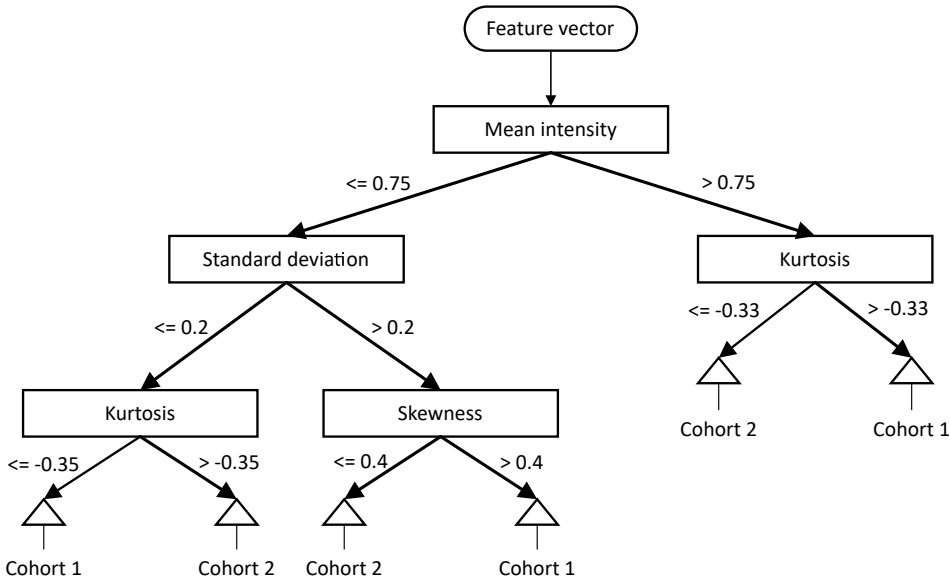 Feature vector
Mean intensity
<= 0.75
> 0.75
Standard deviation
Kurtosis
<= 0.2
> 0.2
<= -0.33
> -0.33
Kurtosis
Skewness
Cohort 2
Cohort 1
<= -0.35
> -0.35
<= 0.4
> 0.4
Cohort 1
Cohort 2
Cohort 2
Cohort 1